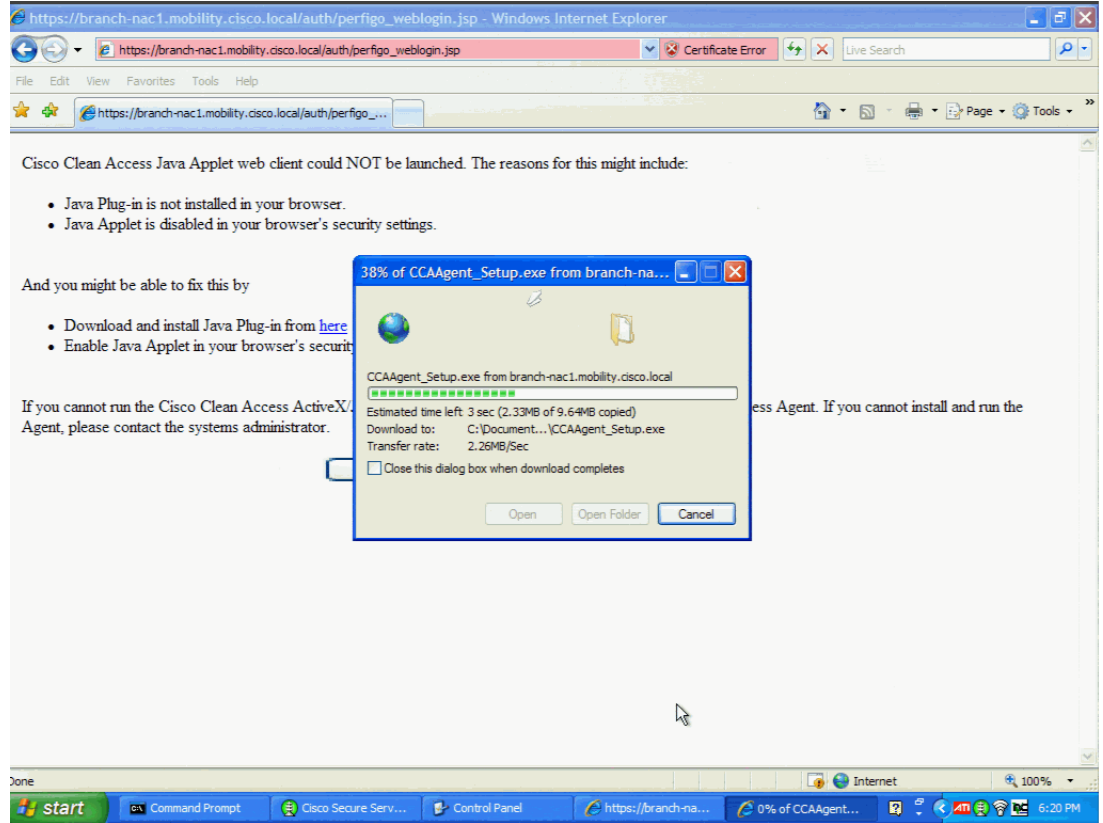 https://branch-nac1.mobility.cisco.local/auth/perfigo_weblogin.jsp - Windows Internet Explorer
https://branch-nac1.mobility.cisco.local/auth/perfigo_weblogin.jsp
Certificate Error
Live Search
File Edit View Favorites Tools Help
https://branch-nac1.mobility.cisco.local/auth/perfigo_...
Page
Tools
Cisco Clean Access Java Applet web client could NOT be launched. The reasons for this might include:
• Java Plug-in is not installed in your browser.
• Java Applet is disabled in your browser's security settings.
And you might be able to fix this by
• Download and install Java Plug-in from here
• Enable Java Applet in your browser's security
If you cannot run the Cisco Clean Access ActiveX/ ess Agent. If you cannot install and run the
Agent, please contact the systems administrator.
38% of CCAAgent_Setup.exe from branch-na...
CCAAgent_Setup.exe from branch-nac1.mobility.cisco.local
Estimated time left 3 sec (2.33MB of 9.64MB copied)
Download to: C:\Document...\CCAAgent_Setup.exe
Transfer rate: 2.26MB/Sec
Close this dialog box when download completes
Open
Open Folder
Cancel
Done
Internet
100%
start
Command Prompt
Cisco Secure Serv...
Control Panel
https://branch-na...
0% of CCAAgent...
6:20 PM